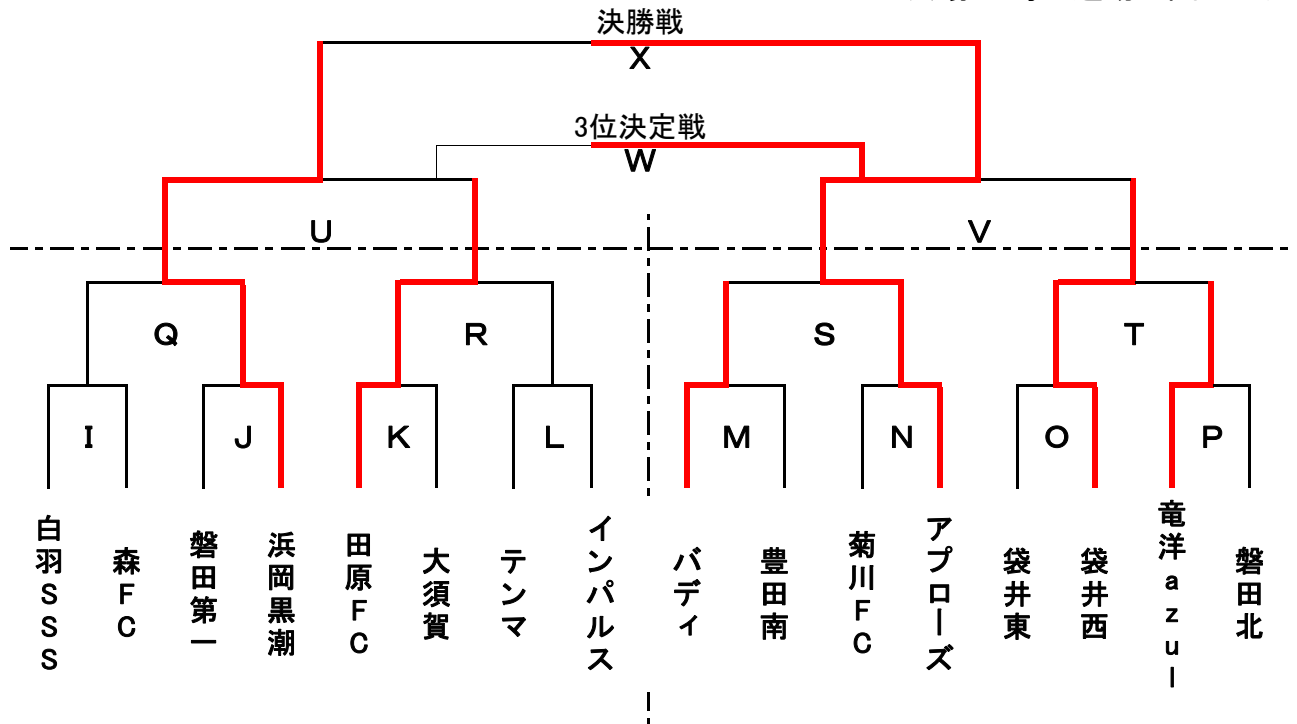 決勝戦
X
3位決定戦
W
U
V
Q
R
S
T
I
J
K
L
M
N
O
P
白羽SSS
森FC
磐田第一
浜岡黒潮
田原FC
大須賀
テンマ
インパルス
バディ
豊田南
菊川FC
アプローズ
袋井東
袋井西
竜洋azul
磐田北